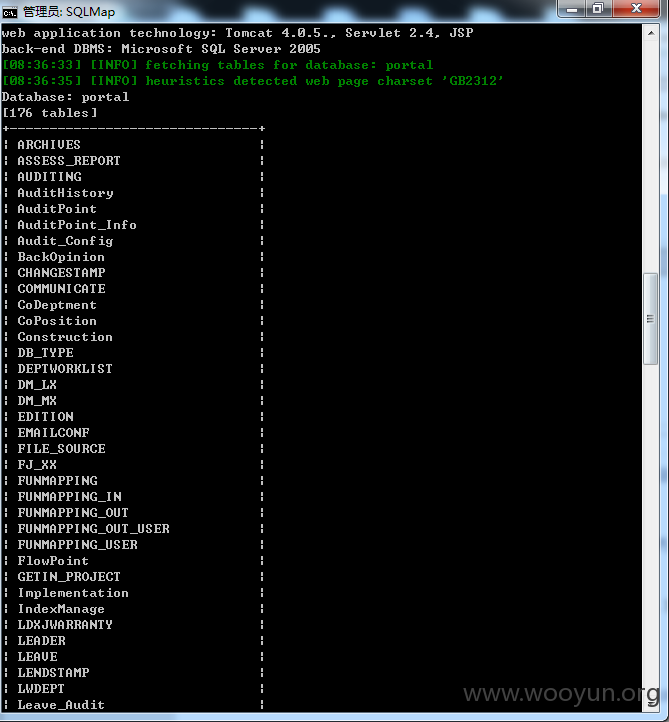 管理员: SQLMap
web application technology: Tomcat 4.0.5., Servlet 2.4, JSP
back-end DBMS: Microsoft SQL Server 2005
[08:36:33] [INFO] fetching tables for database: portal
[08:36:35] [INFO] heuristics detected web page charset 'GB2312'
Database: portal
[176 tables]
+-------------------------------+
¦ ARCHIVES ¦
¦ ASSESS_REPORT ¦
¦ AUDITING ¦
¦ AuditHistory ¦
¦ AuditPoint ¦
¦ AuditPoint_Info ¦
¦ Audit_Config ¦
¦ BackOpinion ¦
¦ CHANGESTAMP ¦
¦ COMMUNICATE ¦
¦ CoDeptment ¦
¦ CoPosition ¦
¦ Construction ¦
¦ DB_TYPE ¦
¦ DEPTWORKLIST ¦
¦ DM_LX ¦
¦ DM_MX ¦
¦ EDITION ¦
¦ EMAILCONF ¦
¦ FILE_SOURCE ¦
¦ FJ_XX ¦
¦ FUNMAPPING ¦
¦ FUNMAPPING_IN ¦
¦ FUNMAPPING_OUT ¦
¦ FUNMAPPING_OUT_USER ¦
¦ FUNMAPPING_USER ¦
¦ FlowPoint ¦
¦ GETIN_PROJECT ¦
¦ Implementation ¦
¦ IndexManage ¦
¦ LDXJWARRANTY ¦
¦ LEADER ¦
¦ LEAVE ¦
¦ LENDSTAMP ¦
¦ LWDEPT ¦
¦ Leave_Audit ¦
www.wooyun.org